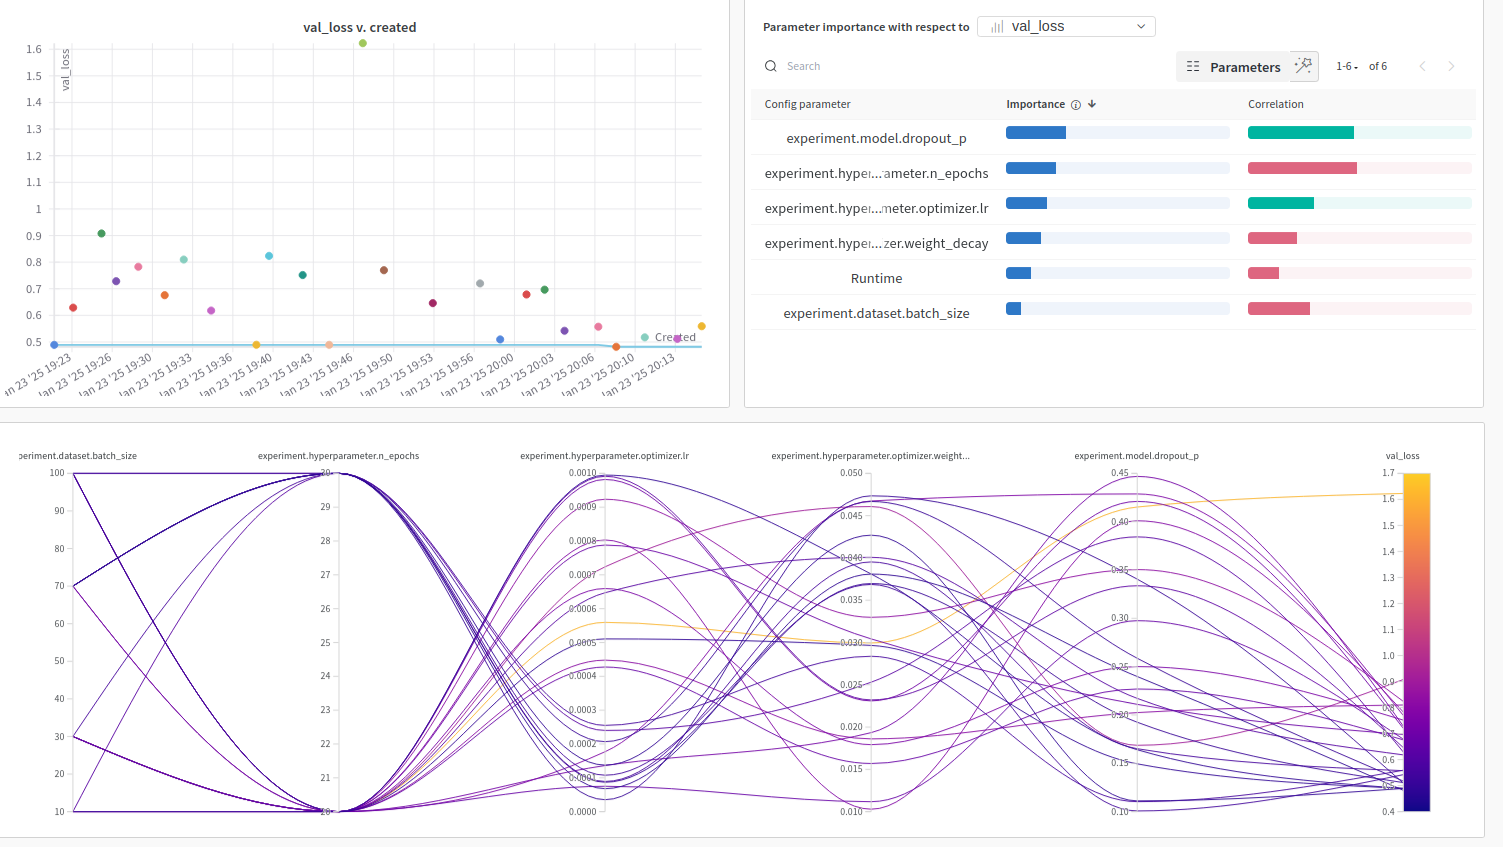 val_loss v. created
val_loss
1.6
1.5
1.4
1.3
1.2
1.1
1
0.9
0.8
0.7
0.6
0.5
Created
an 23 '25 19:23
Jan 23 '25 19:26
Jan 23 '25 19:30
Jan 23 '25 19:33
Jan 23 '25 19:36
Jan 23 '25 19:40
Jan 23 '25 19:43
Jan 23 '25 19:46
Jan 23 '25 19:50
Jan 23 '25 19:53
Jan 23 '25 19:56
Jan 23 '25 20:00
Jan 23 '25 20:03
Jan 23 '25 20:06
Jan 23 '25 20:10
Jan 23 '25 20:13
Parameter importance with respect to val_loss
Search Parameters 1-6 of 6
Config parameter Importance Correlation
experiment.model.dropout_p
experiment.hyper...ameter.n_epochs
experiment.hyper...meter.optimizer.lr
experiment.hyper...zer.weight_decay
Runtime
experiment.dataset.batch_size
periment.dataset.batch_size
100
90
80
70
60
50
40
30
20
10
experiment.hyperparameter.n_epochs
30
29
28
27
26
25
24
23
22
21
20
experiment.hyperparameter.optimizer.lr
0.0010
0.0009
0.0008
0.0007
0.0006
0.0005
0.0004
0.0003
0.0002
0.0001
0.0000
experiment.hyperparameter.optimizer.weight...
0.050
0.045
0.040
0.035
0.030
0.025
0.020
0.015
0.010
experiment.model.dropout_p
0.45
0.40
0.35
0.30
0.25
0.20
0.15
0.10
val_loss
1.7
1.6
1.5
1.4
1.3
1.2
1.1
1.0
0.9
0.8
0.7
0.6
0.5
0.4